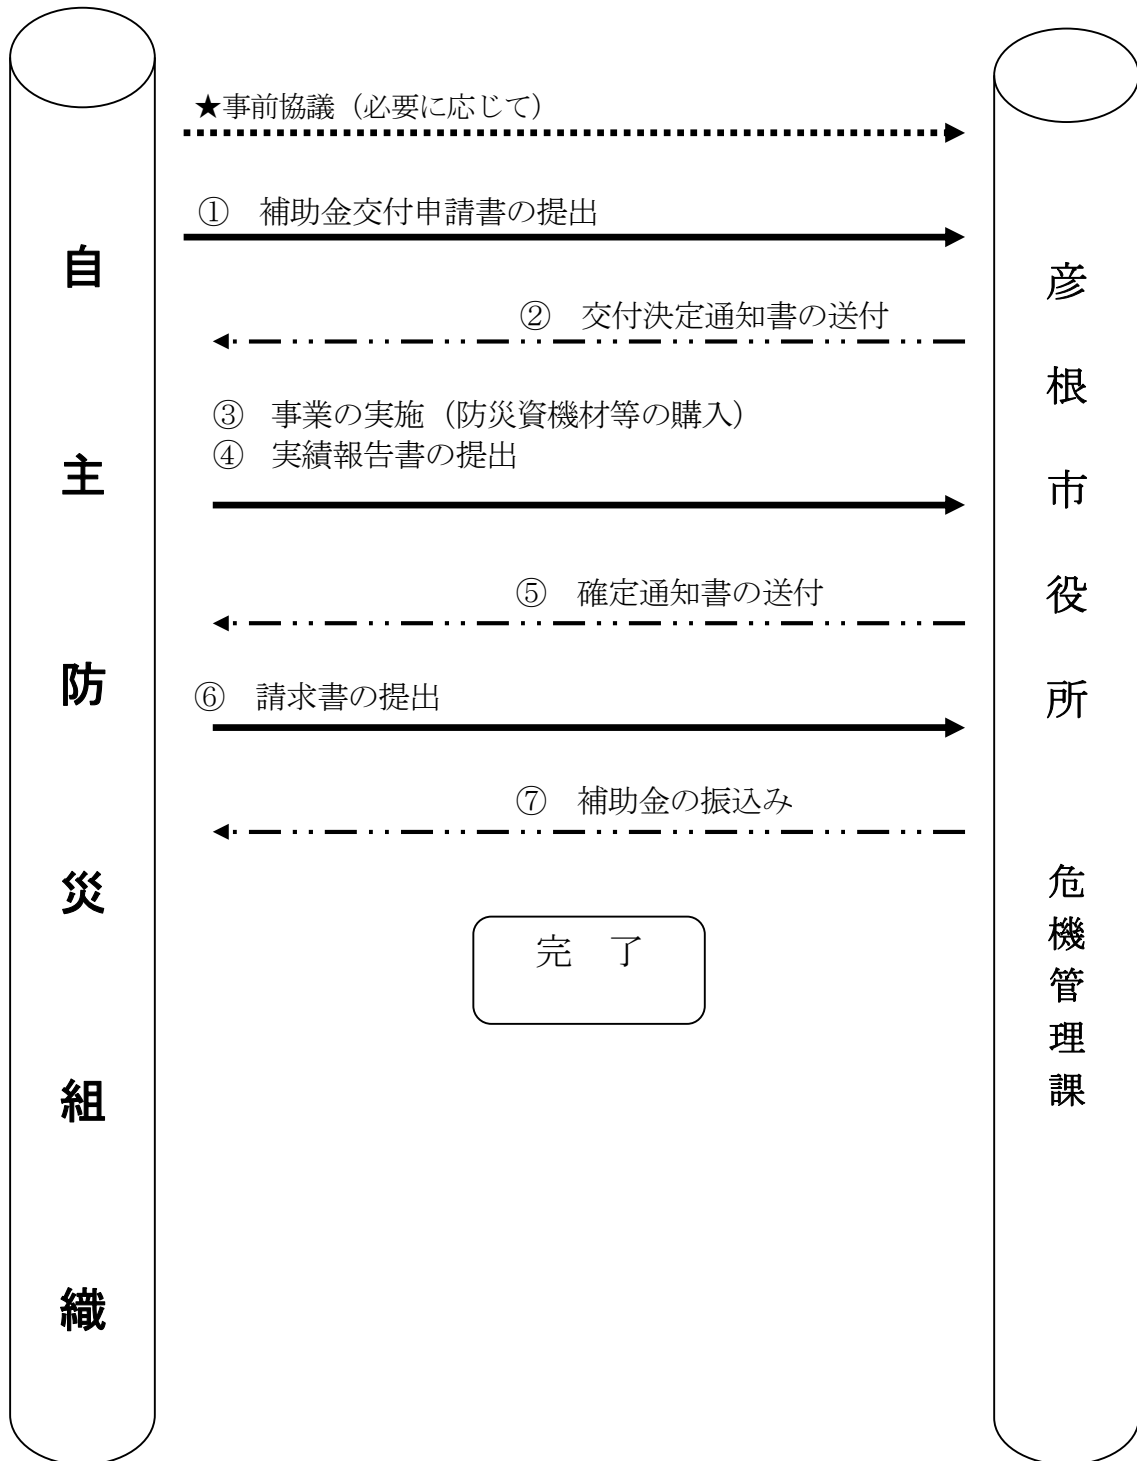 ★事前協議（必要に応じて）
①　補助金交付申請書の提出
②　交付決定通知書の送付
③　事業の実施（防災資機材等の購入）
④　実績報告書の提出
⑤　確定通知書の送付
⑥　請求書の提出
⑦　補助金の振込み
完　了
自主防災組織
彦根市役所　危機管理課